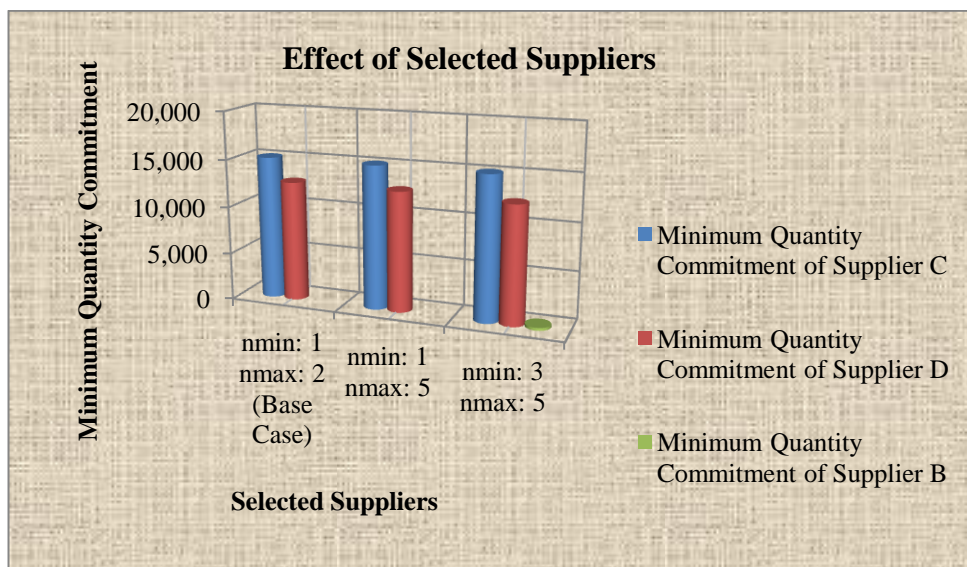 Effect of Selected Suppliers
Minimum Quantity Commitment
20,000
15,000
10,000
5,000
0
nmin: 1
nmax: 2
(Base
Case)
nmin: 1
nmax: 5
nmin: 3
nmax: 5
Selected Suppliers
Minimum Quantity
Commitment of Supplier C
Minimum Quantity
Commitment of Supplier D
Minimum Quantity
Commitment of Supplier B